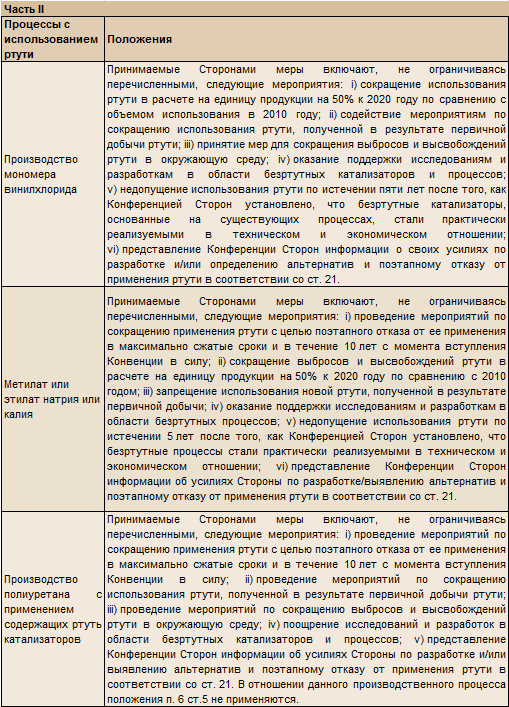 Часть II
Процессы с
использованием
ртути
Положения
Производство
мономера
винилхлорида
Принимаемые Сторонами меры включают, не ограничиваясь
перечисленными, следующие мероприятия: i) сокращение использования
ртути в расчете на единицу продукции на 50% к 2020 году по сравнению с
объемом использования в 2010 году; ii) содействие мероприятиям по
сокращению использования ртути, полученной в результате первичной
добычи ртути; iii) принятие мер для сокращения выбросов и высвобождений
ртути в окружающую среду; iv) оказание поддержки исследованиям и
разработкам в области безртутных катализаторов и процессов;
v) недопущение использования ртути по истечении пяти лет после того, как
Конференцией Сторон установлено, что безртутные катализаторы,
основанные на существующих процессах, стали практически
реализуемыми в техническом и экономическом отношении;
vi) представление Конференции Сторон информации о своих усилиях по
разработке и/или определению альтернатив и поэтапному отказу от
применения ртути в соответствии со ст. 21.
Метилат или
этилат натрия или
калия
Принимаемые Сторонами меры включают, не ограничиваясь
перечисленными, следующие мероприятия: i) проведение мероприятий по
сокращению применения ртути с целью поэтапного отказа от ее применения
в максимально сжатые сроки и в течение 10 лет с момента вступления
Конвенции в силу; ii) сокращение выбросов и высвобождений ртути в
расчете на единицу продукции на 50% к 2020 году по сравнению с 2010
годом; iii) запрещение использования новой ртути, полученной в результате
первичной добычи; iv) оказание поддержки исследованиям и разработкам в
области безртутных процессов; v) недопущение использования ртути по
истечении 5 лет после того, как Конференцией Сторон установлено, что
безртутные процессы стали практически реализуемыми в техническом и
экономическом отношении; vi) представление Конференции Сторон
информации об усилиях Стороны по разработке/выявлению альтернатив и
поэтапному отказу от применения ртути в соответствии со ст. 21.
Производство
полиуретана с
применением
содержащих ртуть
катализаторов
Принимаемые Сторонами меры включают, не ограничиваясь
перечисленными, следующие мероприятия: i) проведение мероприятий по
сокращению применения ртути с целью поэтапного отказа от ее применения
в максимально сжатые сроки и в течение 10 лет с момента вступления
Конвенции в силу; ii) проведение мероприятий по сокращению
использования ртути, полученной в результате первичной добычи ртути;
iii) проведение мероприятий по сокращению выбросов и высвобождений
ртути в окружающую среду; iv) поощрение исследований и разработок в
области безртутных катализаторов и процессов; v) представление
Конференции Сторон информации об усилиях Стороны по разработке и/или
выявлению альтернатив и поэтапному отказу от применения ртути в
соответствии со ст. 21. В отношении данного производственного процесса
положения п. 6 ст.5 не применяются.